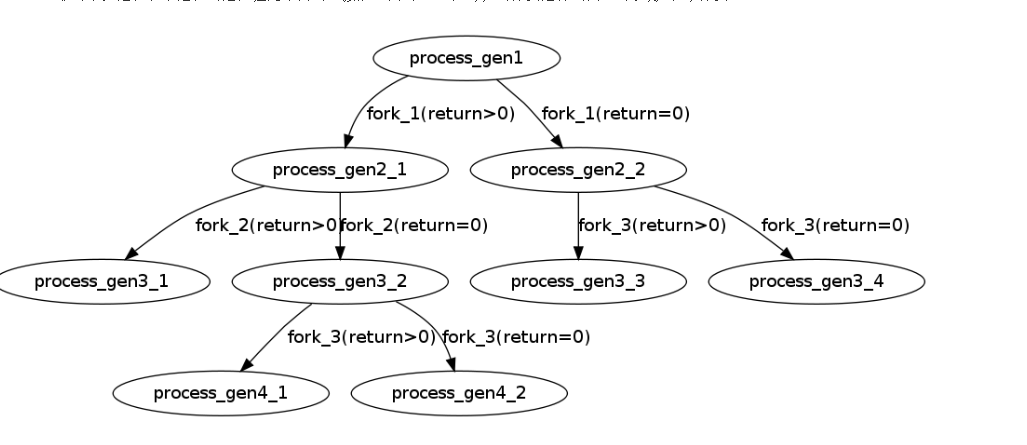 process_gen1
fork_1(return>0) fork_1(return=0)
process_gen2_1 process_gen2_2
fork_2(return>0) fork_2(return=0) fork_3(return>0) fork_3(return=0)
process_gen3_1 process_gen3_2 process_gen3_3 process_gen3_4
fork_3(return>0) fork_3(return=0)
process_gen4_1 process_gen4_2